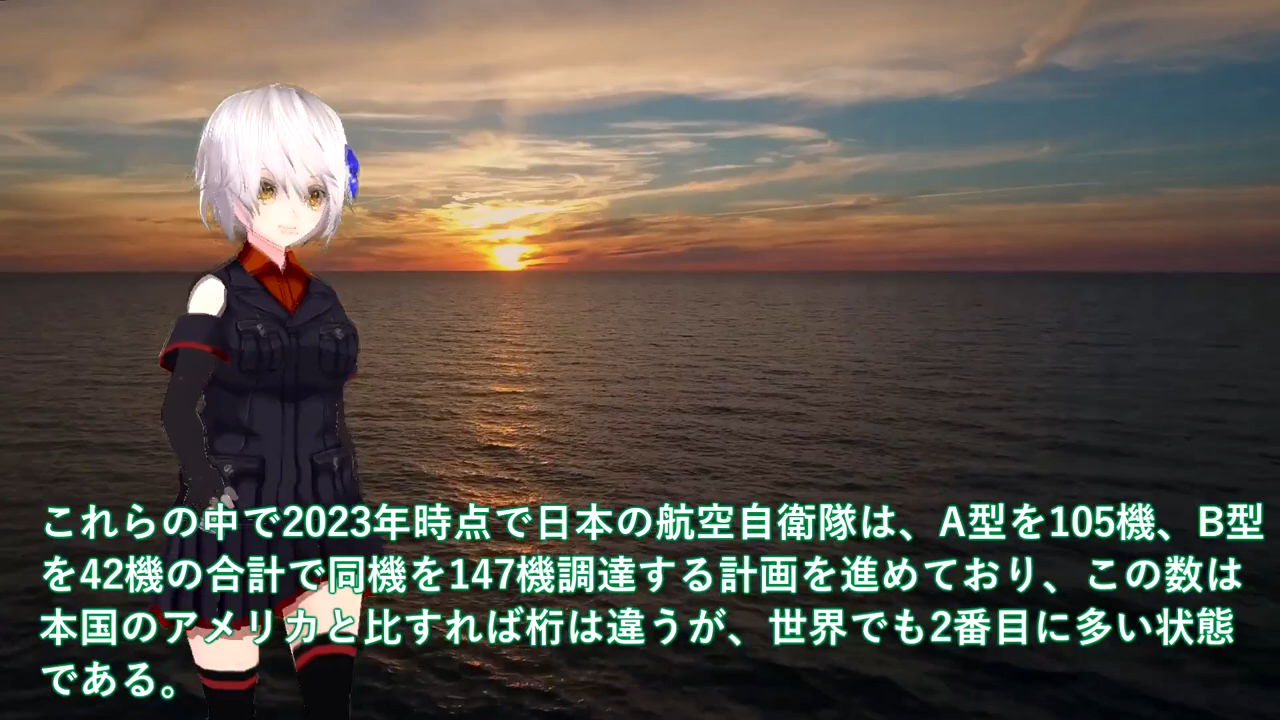 これらの中で2023年時点で日本の航空自衛隊は、A型を105機、B型
を42機の合計で同機を147機調達する計画を進めており、この数は
本国のアメリカと比すれば桁は違うが、世界でも2番目に多い状態
である。